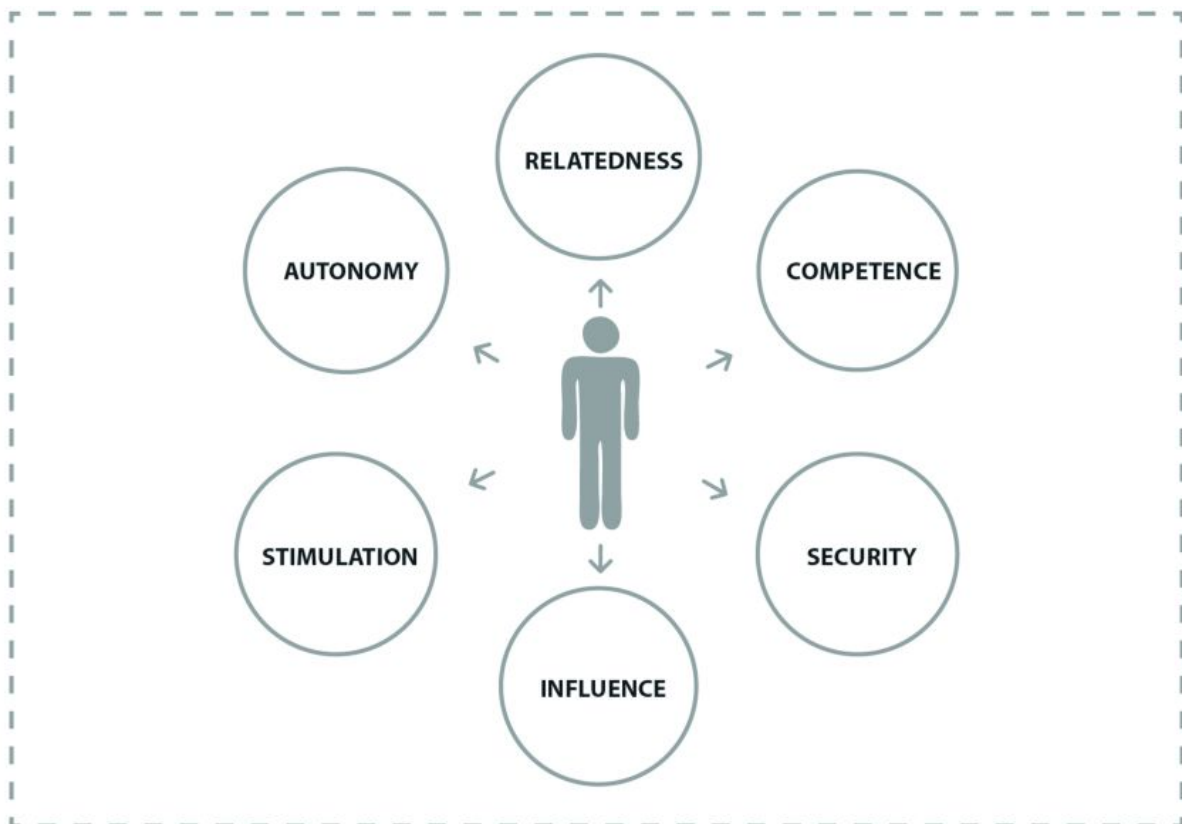 RELATEDNESS
AUTONOMY
COMPETENCE
STIMULATION
SECURITY
INFLUENCE